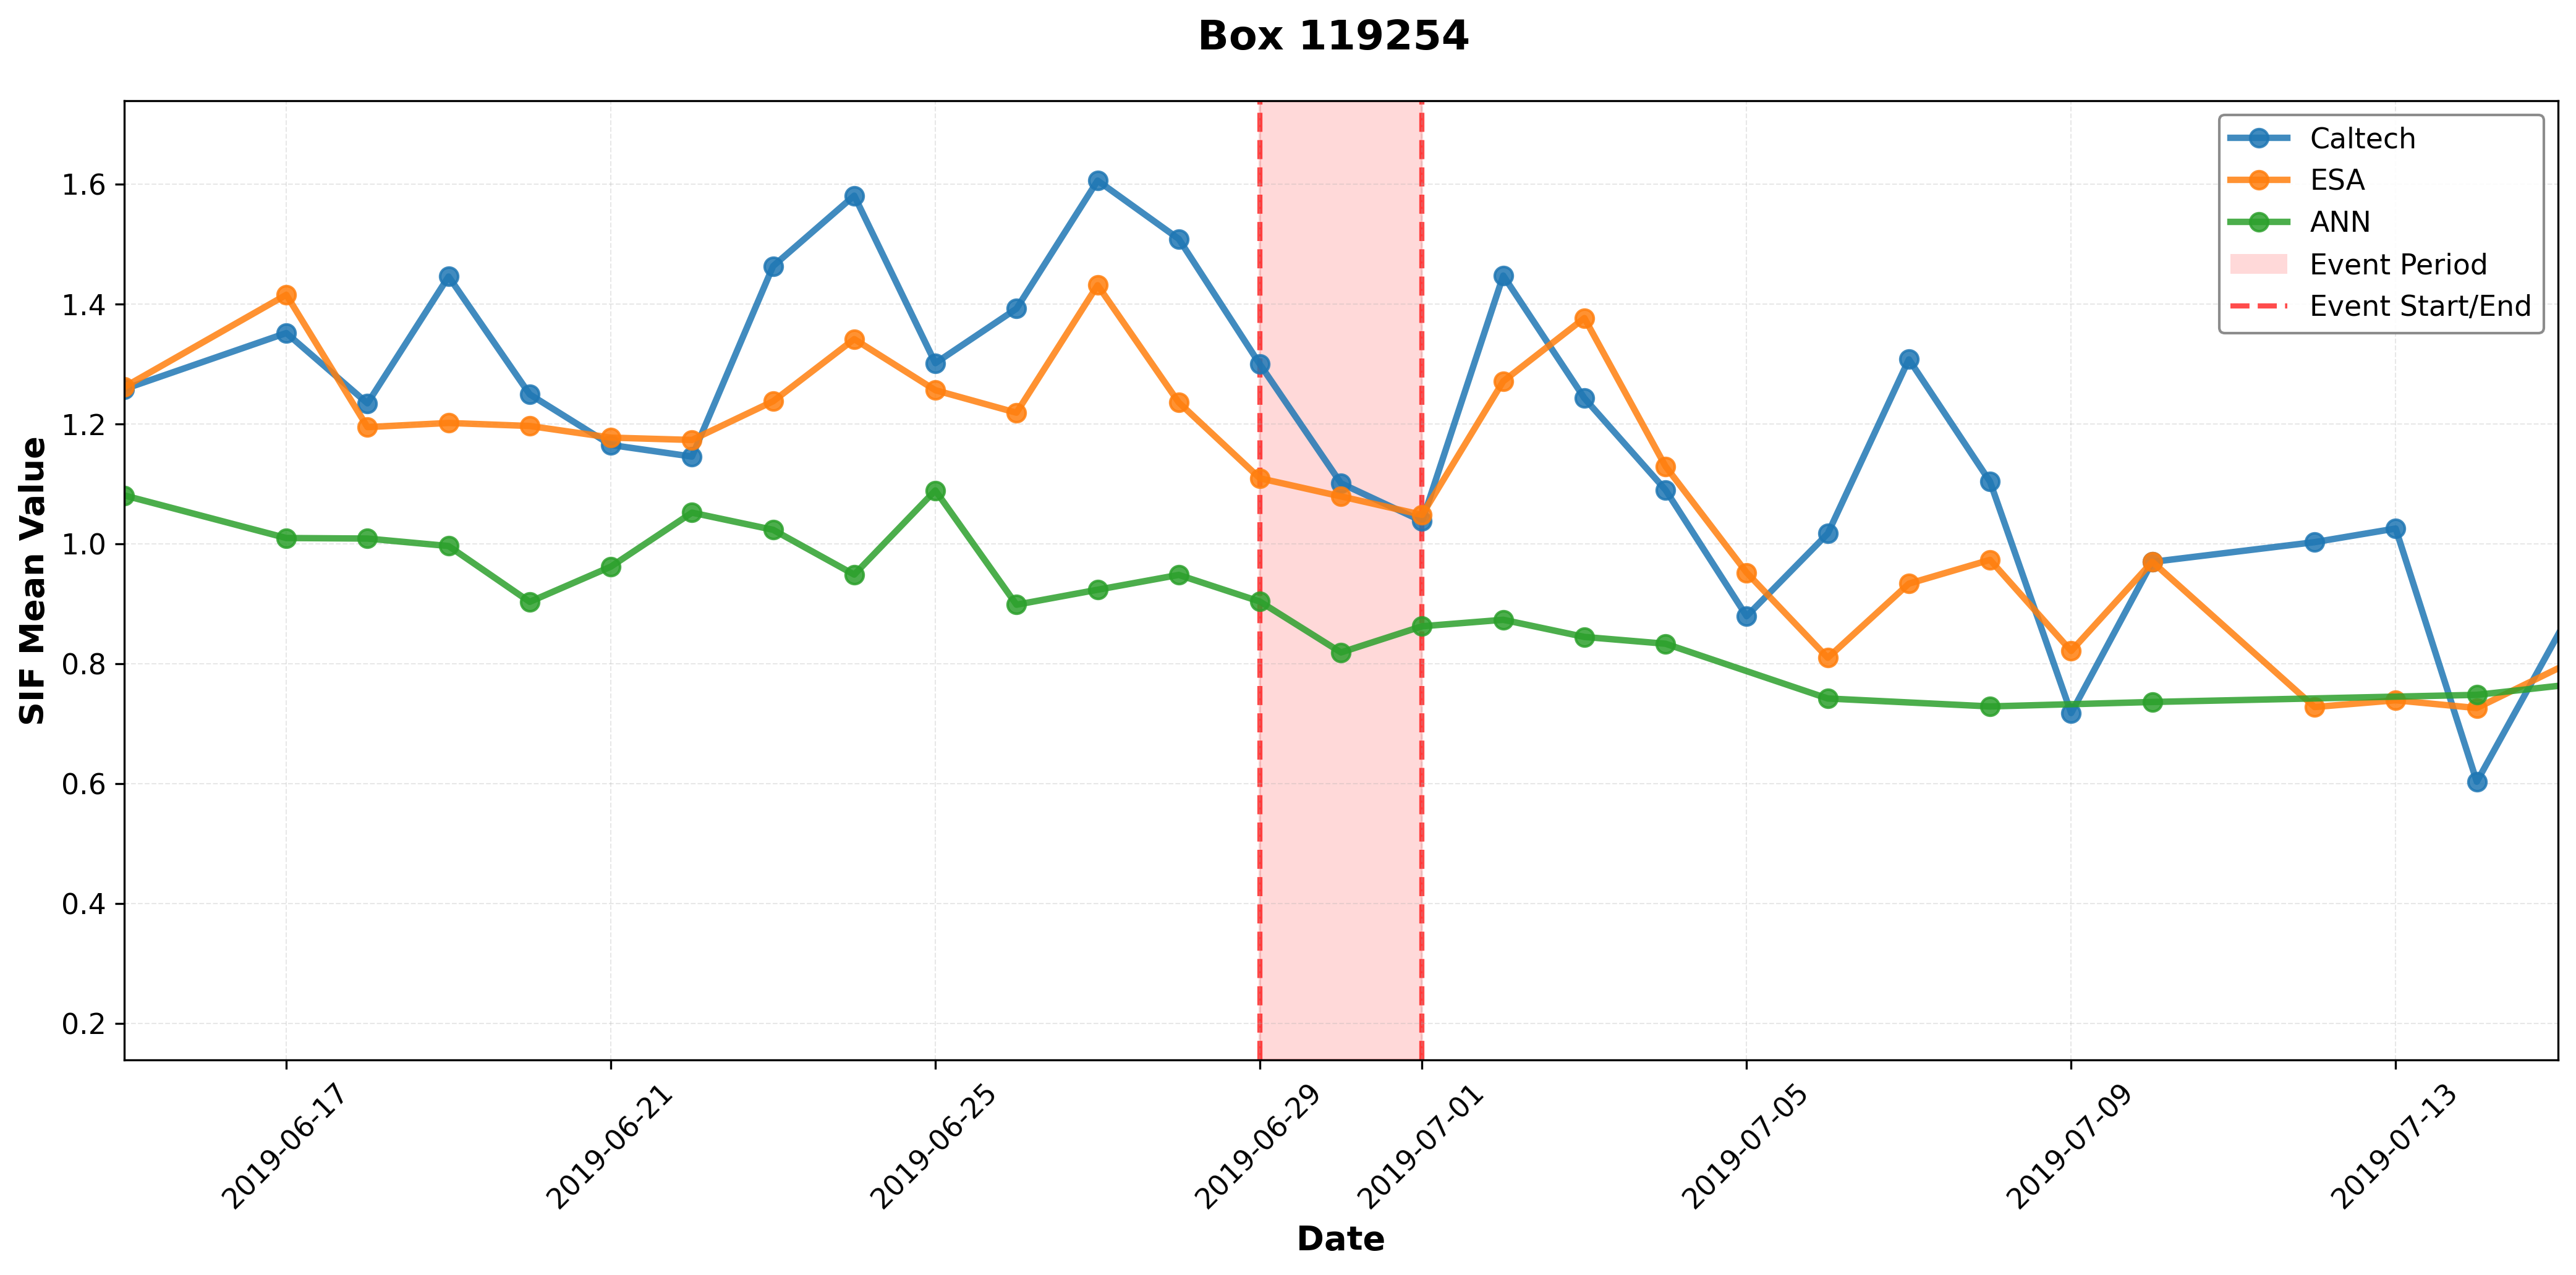 Box 119254
SIF Mean Value
1.6
1.4
1.2
1.0
0.8
0.6
0.4
0.2
Caltech
ESA
ANN
Event Period
Event Start/End
2019-06-17
2019-06-21
2019-06-25
2019-06-29
2019-07-01
2019-07-05
2019-07-09
2019-07-13
Date